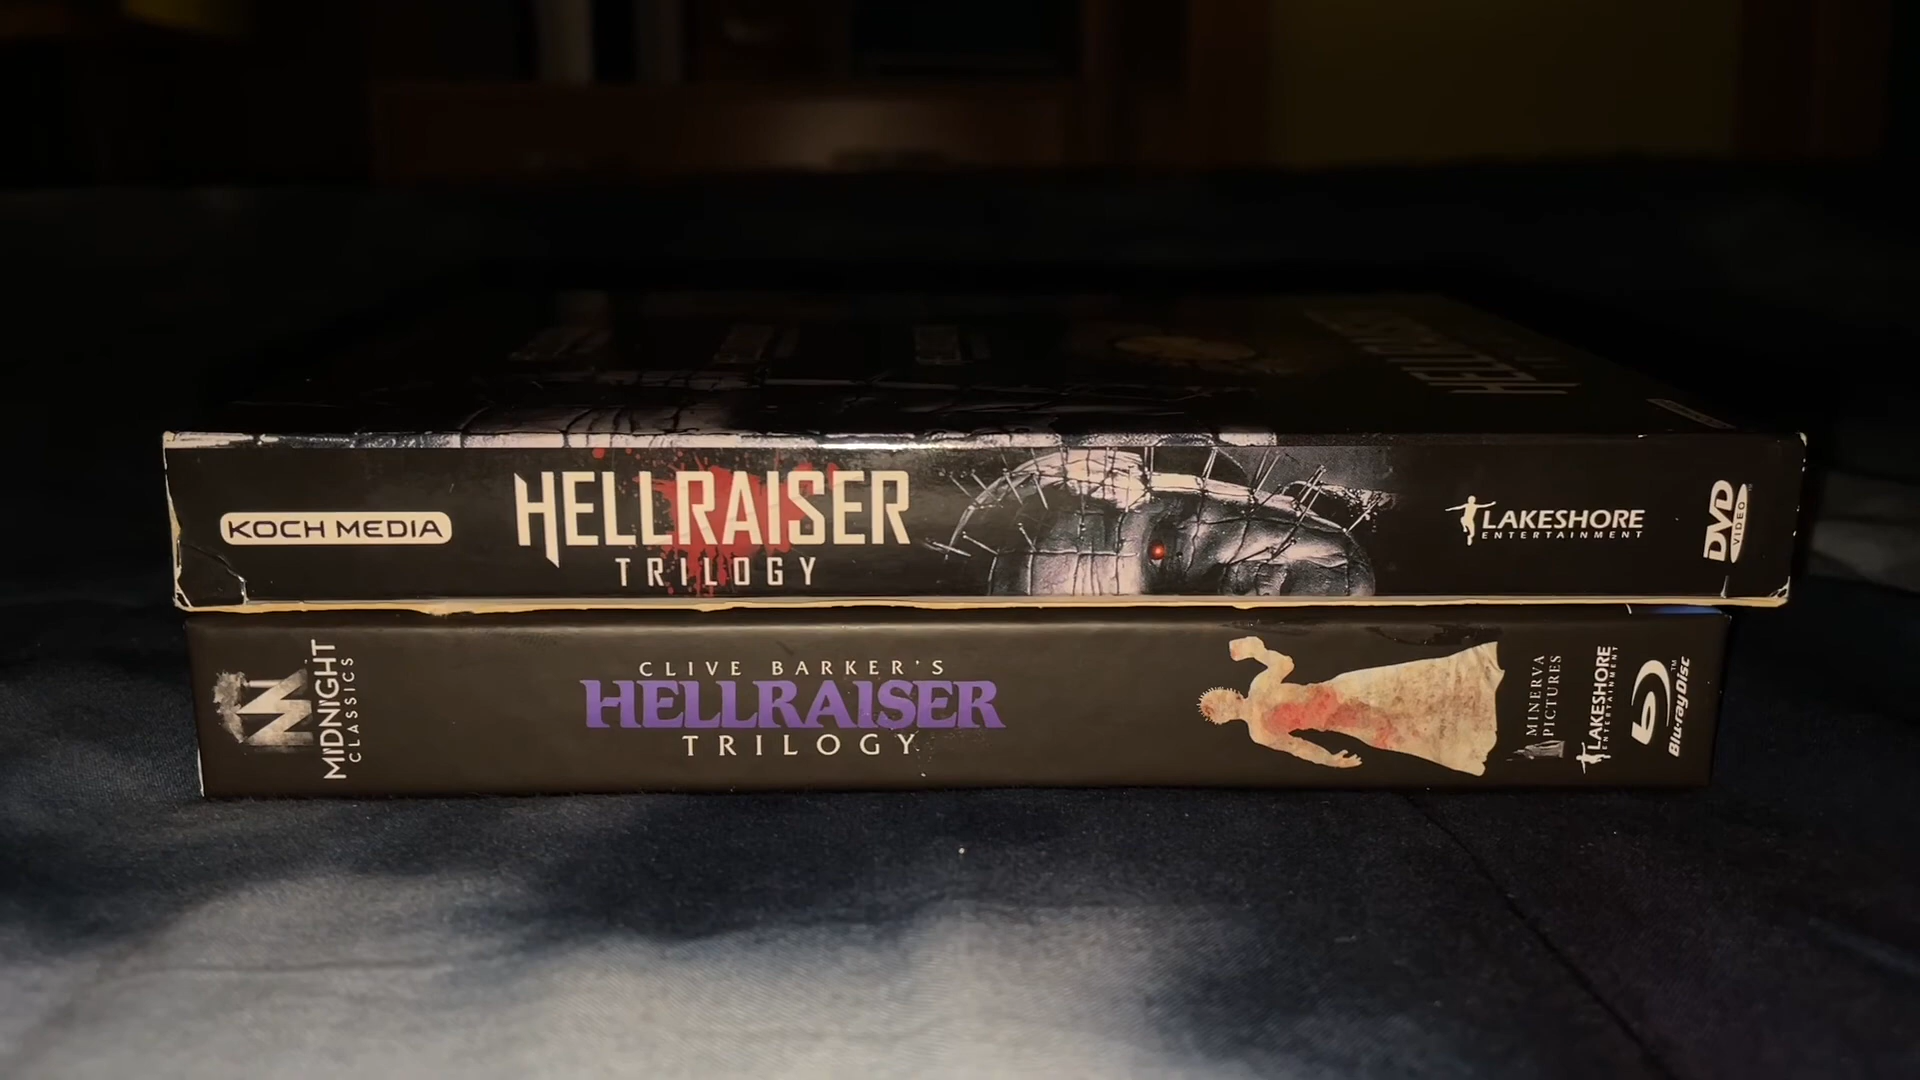 KOCH MEDIA
HELLRAISER
TRILOGY
LAKESHORE
ENTERTAINMENT
DVD
VIDEO
MIDNIGHT
CLASSICS
CLIVE BARKER'S
HELLRAISER
TRILOGY
MINERVA
PICTURES
LAKESHORE
ENTERTAINMENT
Blu-ray Disc™